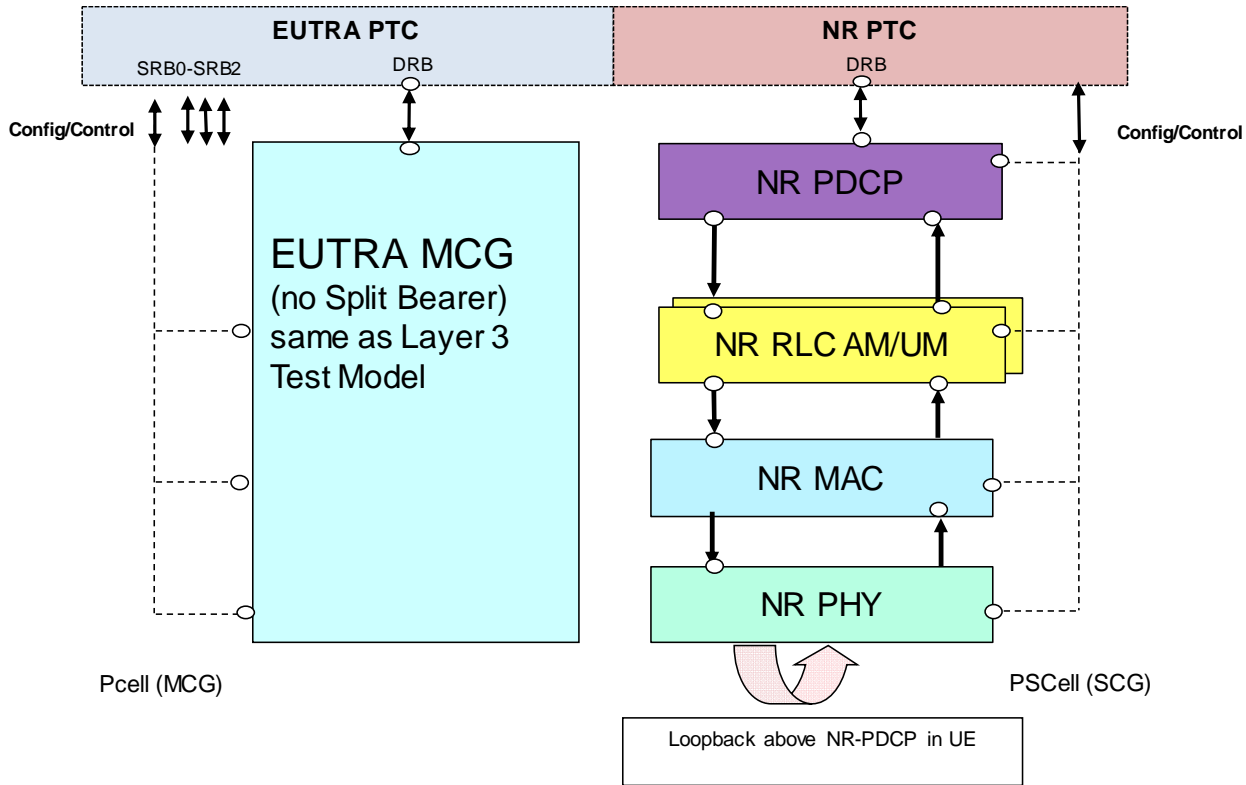 EUTRA PTC
NR PTC
SRB0-SRB2
DRB
DRB
Config/Control
Config/Control
EUTRA MCG
(no Split Bearer)
same as Layer 3
Test Model
NR PDCP
NR RLC AM/UM
NR MAC
NR PHY
Pcell (MCG)
PSCell (SCG)
Loopback above NR-PDCP in UE